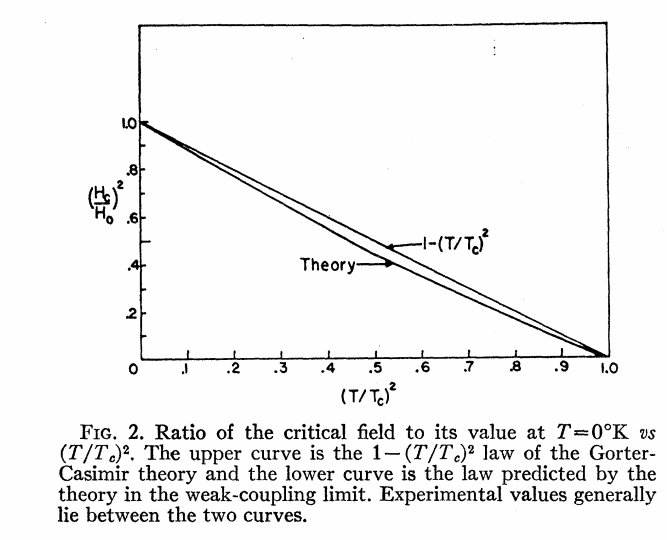 1.0
.8
(Hc/H0)²
.6
1-(T/Tc)²
Theory
.4
.2
0 .1 .2 .3 .4 .5 .6 .7 .8 .9 1.0
(T/Tc)²
FIG. 2. Ratio of the critical field to its value at T=0°K vs
(T/Tc)². The upper curve is the 1−(T/Tc)² law of the Gorter-
Casimir theory and the lower curve is the law predicted by the
theory in the weak-coupling limit. Experimental values generally
lie between the two curves.